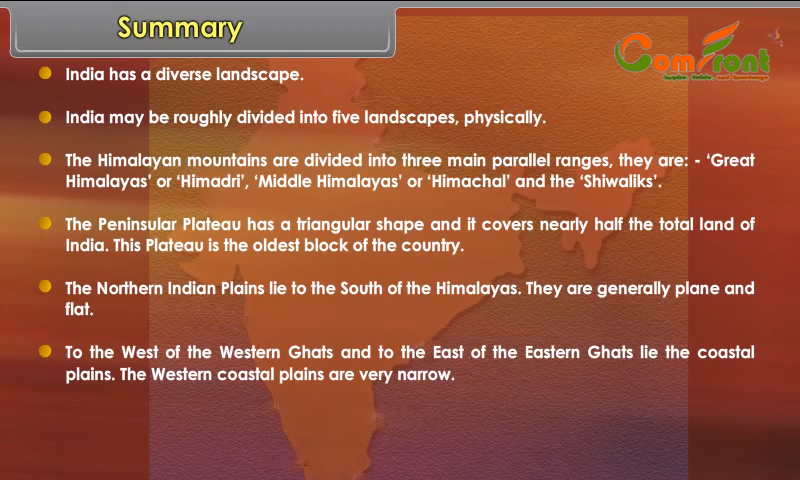 Summary
ComFront
India has a diverse landscape.
India may be roughly divided into five landscapes, physically.
The Himalayan mountains are divided into three main parallel ranges, they are: - ‘Great
Himalayas’ or ‘Himadri’, ‘Middle Himalayas’ or ‘Himachal’ and the ‘Shiwaliks’.
The Peninsular Plateau has a triangular shape and it covers nearly half the total land of
India. This Plateau is the oldest block of the country.
The Northern Indian Plains lie to the South of the Himalayas. They are generally plane and
flat.
To the West of the Western Ghats and to the East of the Eastern Ghats lie the coastal
plains. The Western coastal plains are very narrow.